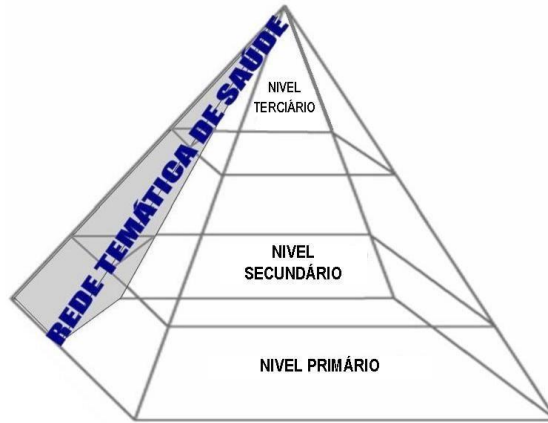 REDE TEMÁTICA DE SAÚDE
NIVEL
TERCIÁRIO
NIVEL
SECUNDÁRIO
NIVEL PRIMÁRIO